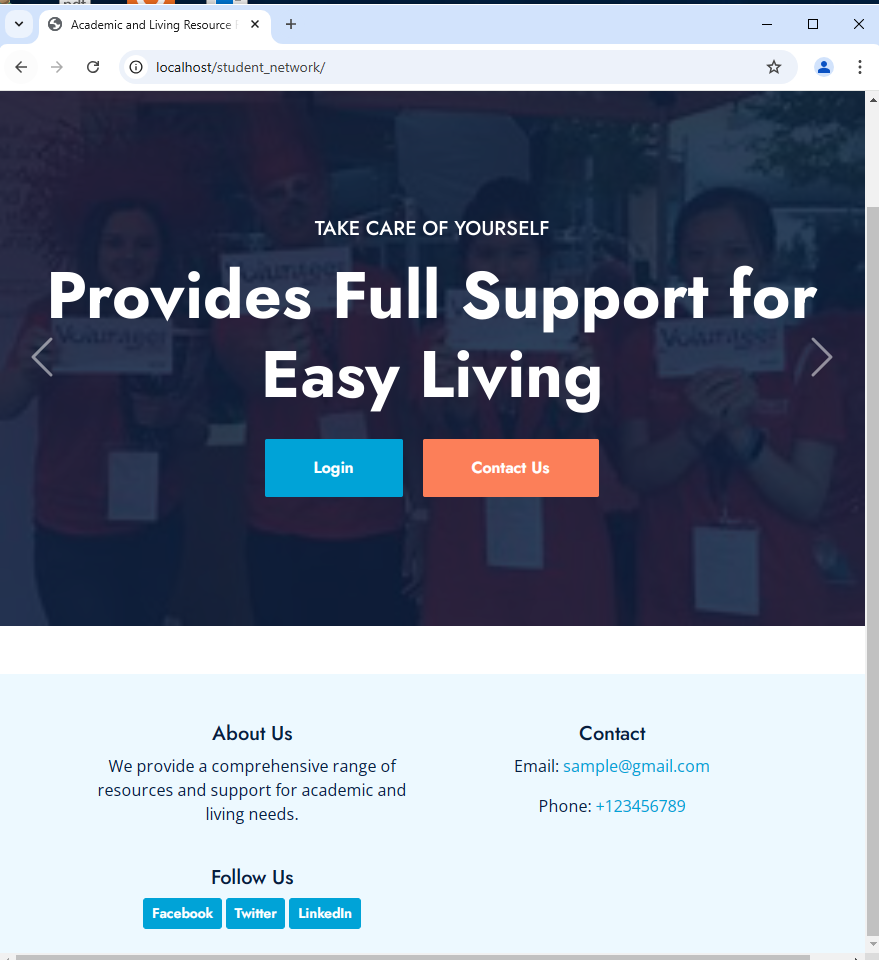 Academic and Living Resource
localhost/student_network/
TAKE CARE OF YOURSELF
Provides Full Support for
Easy Living
Login
Contact Us
About Us
We provide a comprehensive range of
resources and support for academic and
living needs.
Contact
Email: sample@gmail.com
Phone: +123456789
Follow Us
Facebook
Twitter
LinkedIn